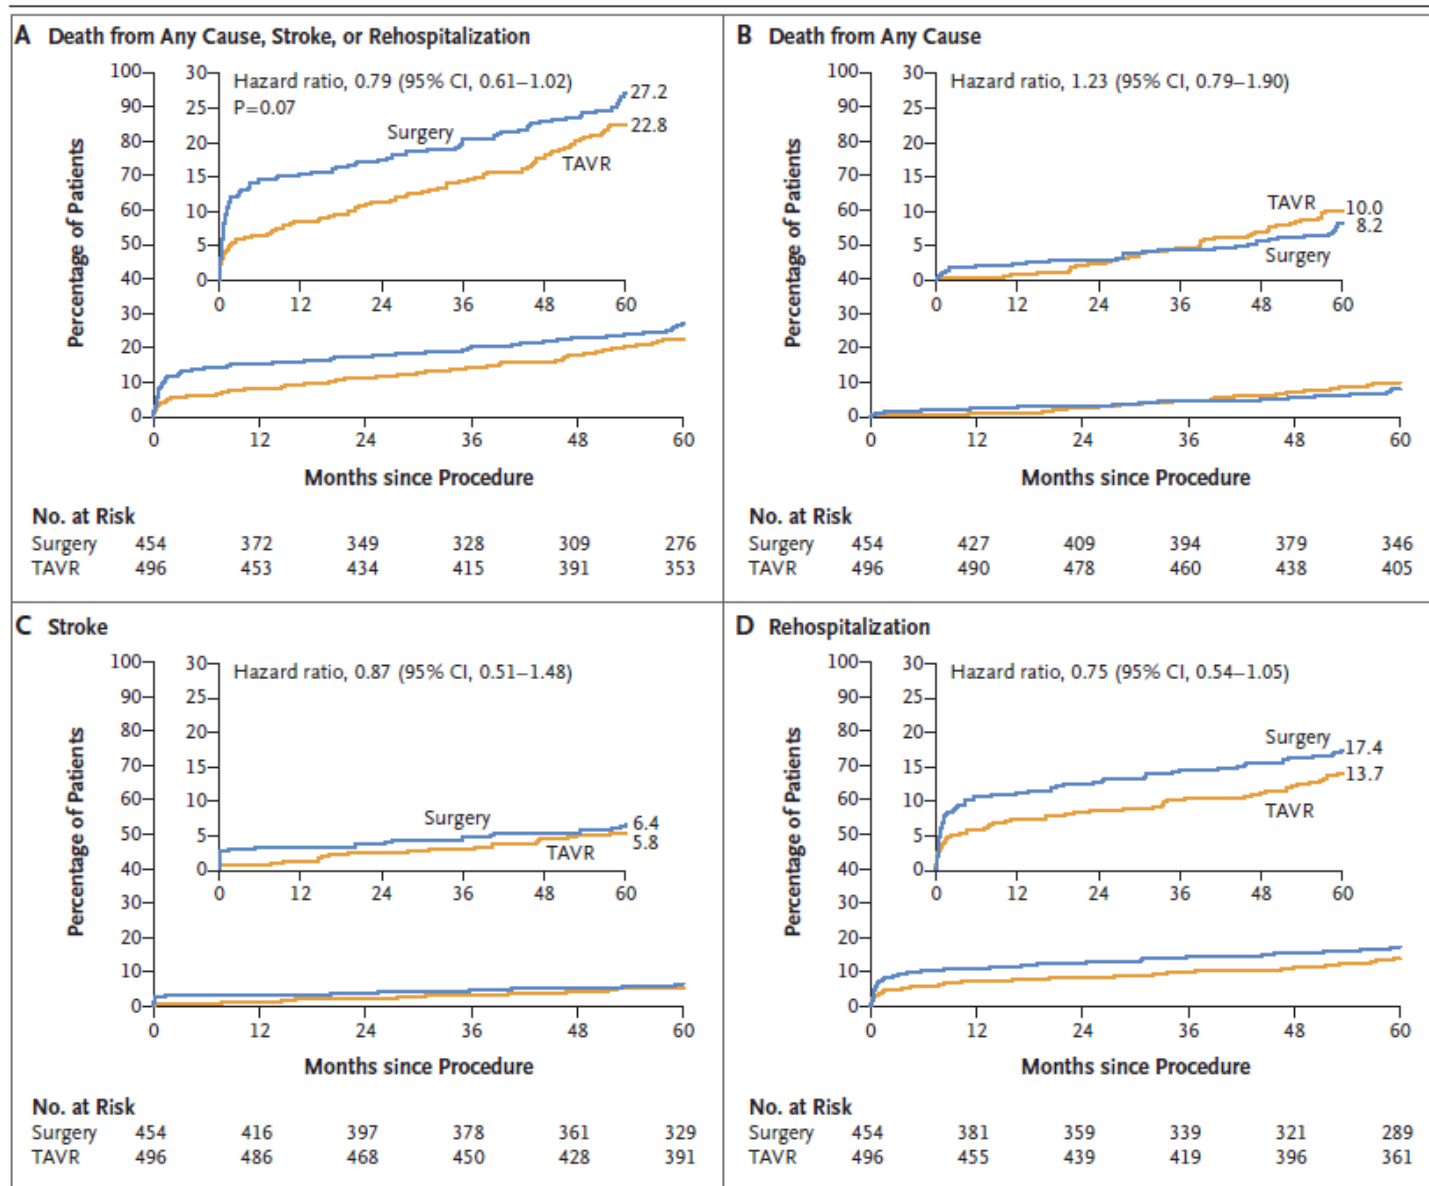 A Death from Any Cause, Stroke, or Rehospitalization
Percentage of Patients
100
90
80
70
60
50
40
30
20
10
0
30
25
20
15
10
5
0
Hazard ratio, 0.79 (95% CI, 0.61–1.02)
P=0.07
Surgery
27.2
22.8
TAVR
0 12 24 36 48 60
0 12 24 36 48 60
Months since Procedure
No. at Risk
Surgery 454 372 349 328 309 276
TAVR 496 453 434 415 391 353
B Death from Any Cause
Percentage of Patients
100
90
80
70
60
50
40
30
20
10
0
30
25
20
15
10
5
0
Hazard ratio, 1.23 (95% CI, 0.79–1.90)
TAVR
10.0
8.2
Surgery
0 12 24 36 48 60
0 12 24 36 48 60
Months since Procedure
No. at Risk
Surgery 454 427 409 394 379 346
TAVR 496 490 478 460 438 405
C Stroke
Percentage of Patients
100
90
80
70
60
50
40
30
20
10
0
30
25
20
15
10
5
0
Hazard ratio, 0.87 (95% CI, 0.51–1.48)
Surgery
6.4
5.8
TAVR
0 12 24 36 48 60
0 12 24 36 48 60
Months since Procedure
No. at Risk
Surgery 454 416 397 378 361 329
TAVR 496 486 468 450 428 391
D Rehospitalization
Percentage of Patients
100
90
80
70
60
50
40
30
20
10
0
30
25
20
15
10
5
0
Hazard ratio, 0.75 (95% CI, 0.54–1.05)
Surgery
17.4
13.7
TAVR
0 12 24 36 48 60
0 12 24 36 48 60
Months since Procedure
No. at Risk
Surgery 454 381 359 339 321 289
TAVR 496 455 439 419 396 361